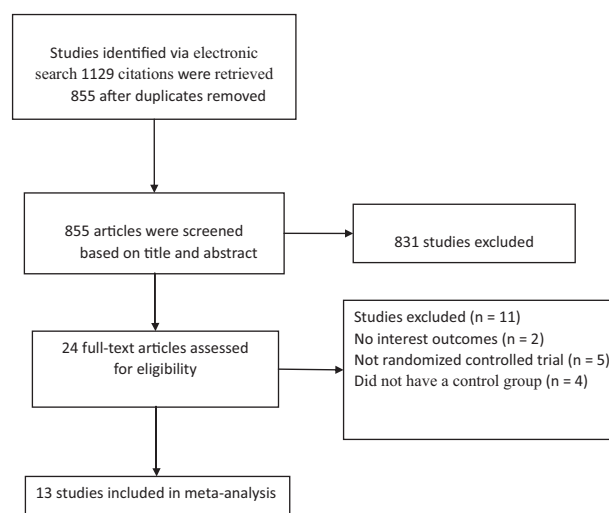 Studies identified via electronic
search 1129 citations were retrieved
855 after duplicates removed
855 articles were screened
based on title and abstract
831 studies excluded
24 full-text articles assessed
for eligibility
Studies excluded (n = 11)
No interest outcomes (n = 2)
Not randomized controlled trial (n = 5)
Did not have a control group (n = 4)
13 studies included in meta-analysis